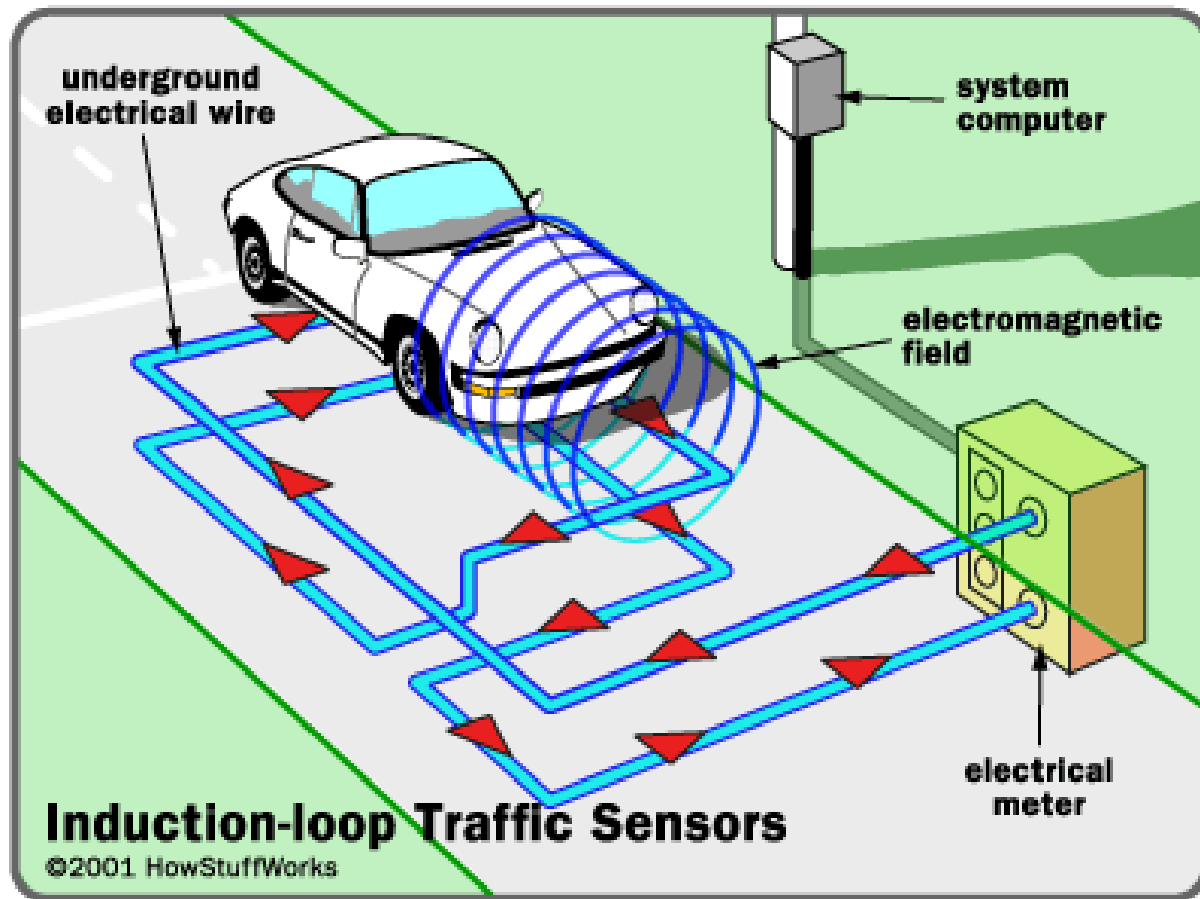 underground
electrical wire
system
computer
electromagnetic
field
electrical
meter
Induction-loop Traffic Sensors
©2001 HowStuffWorks